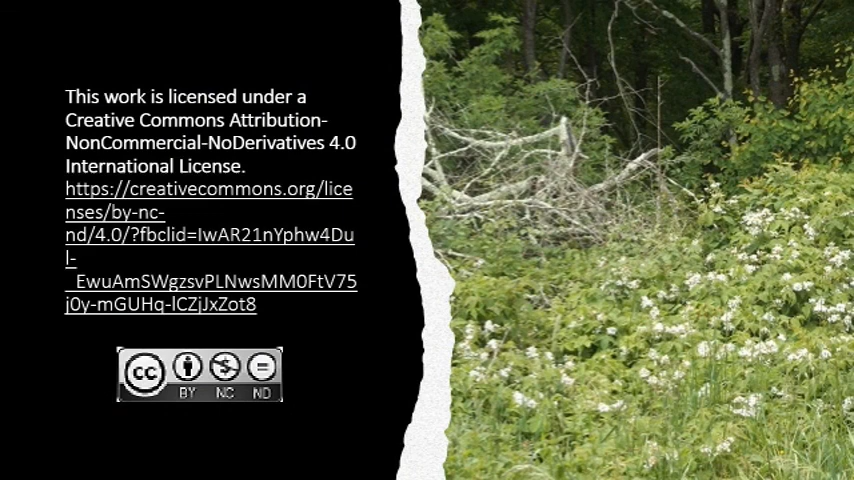 This work is licensed under a
Creative Commons Attribution-
NonCommercial-NoDerivatives 4.0
International License.
https://creativecommons.org/lice
nses/by-nc-
nd/4.0/?fbclid=IwAR21nYphw4Du
l-
_EwuAmSWgzsvPLNwsMM0FtV75
j0y-mGUHq-lCZjJxZot8
cc
BY NC ND